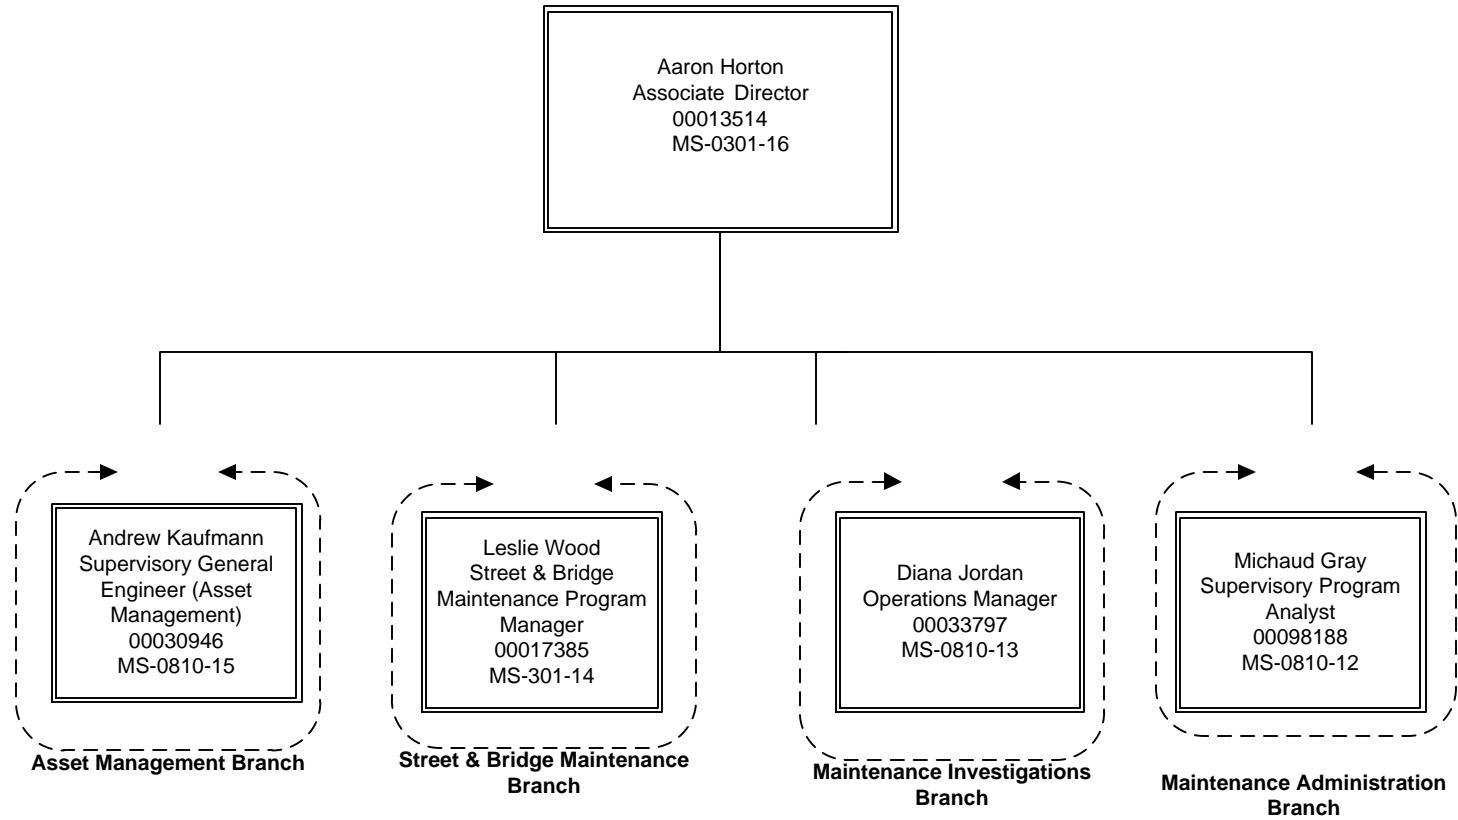 Aaron Horton
Associate Director
00013514
MS-0301-16
Andrew Kaufmann
Supervisory General
Engineer (Asset
Management)
00030946
MS-0810-15
Asset Management Branch
Leslie Wood
Street & Bridge
Maintenance Program
Manager
00017385
MS-301-14
Street & Bridge Maintenance
Branch
Diana Jordan
Operations Manager
00033797
MS-0810-13
Maintenance Investigations
Branch
Michaud Gray
Supervisory Program
Analyst
00098188
MS-0810-12
Maintenance Administration
Branch